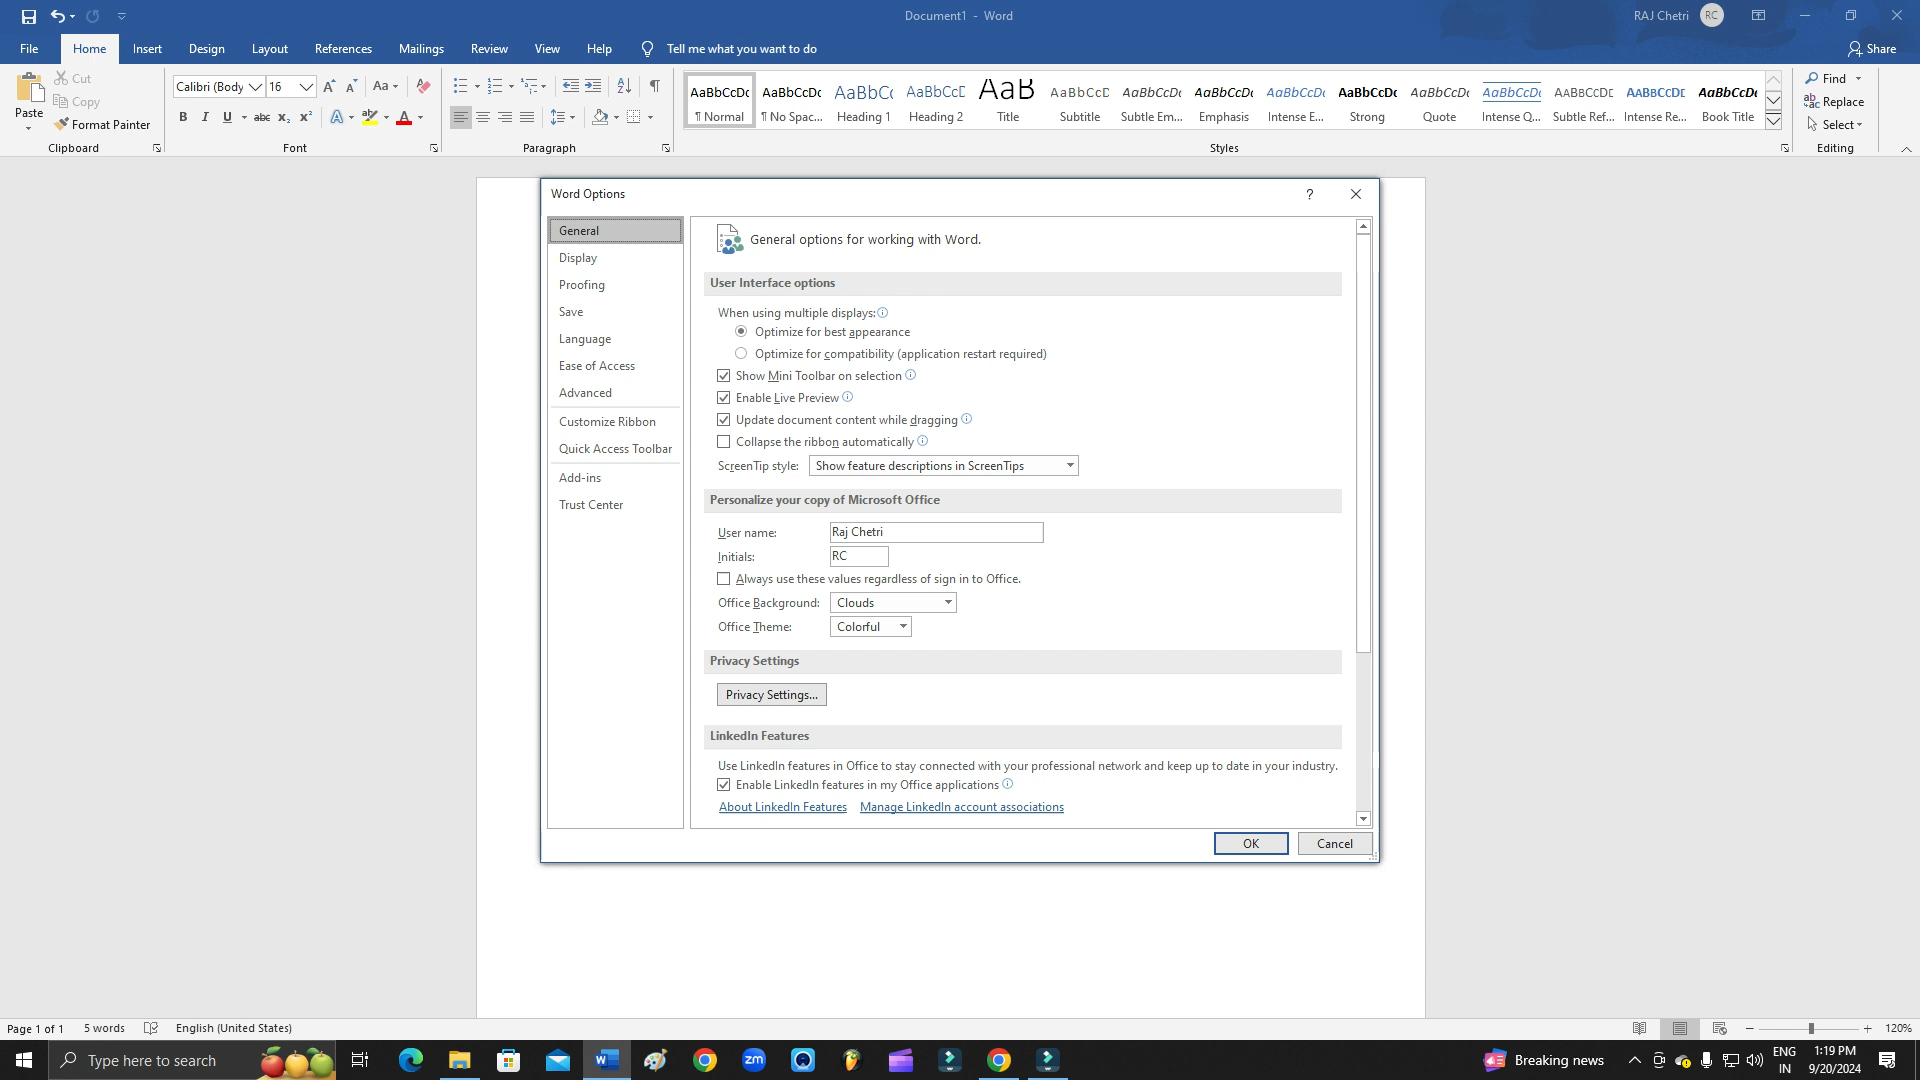 Document1 - Word
RAJ Chetri RC
File Home Insert Design Layout References Mailings Review View Help Tell me what you want to do Share
Paste
Cut
Copy
Format Painter
Clipboard
Calibri (Body 16
Aa
B I U abc x₂ x²
Font
Paragraph
AaBbCcDc AaBbCcDc AaBbCc AaBbCcD AaB AaBbCcD AaBbCcDc AaBbCcDc AaBbCcDc AaBbCcDc AaBbCcDc AaBbCcDc AABBCCDE AABBCCDE AaBbCcDc
¶ Normal ¶ No Spac... Heading 1 Heading 2 Title Subtitle Subtle Em... Emphasis Intense E... Strong Quote Intense Q... Subtle Ref... Intense Re... Book Title
Styles
Find
Replace
Select
Editing
Word Options
?
General
Display
Proofing
Save
Language
Ease of Access
Advanced
Customize Ribbon
Quick Access Toolbar
Add-ins
Trust Center
General options for working with Word.
User Interface options
When using multiple displays:
Optimize for best appearance
Optimize for compatibility (application restart required)
Show Mini Toolbar on selection
Enable Live Preview
Update document content while dragging
Collapse the ribbon automatically
ScreenTip style: Show feature descriptions in ScreenTips
Personalize your copy of Microsoft Office
User name: Raj Chetri
Initials: RC
Always use these values regardless of sign in to Office.
Office Background: Clouds
Office Theme: Colorful
Privacy Settings
Privacy Settings...
LinkedIn Features
Use LinkedIn features in Office to stay connected with your professional network and keep up to date in your industry.
Enable LinkedIn features in my Office applications
About LinkedIn Features Manage LinkedIn account associations
OK Cancel
Page 1 of 1 5 words English (United States) 120%
Type here to search
zm
Breaking news
ENG
IN
1:19 PM
9/20/2024